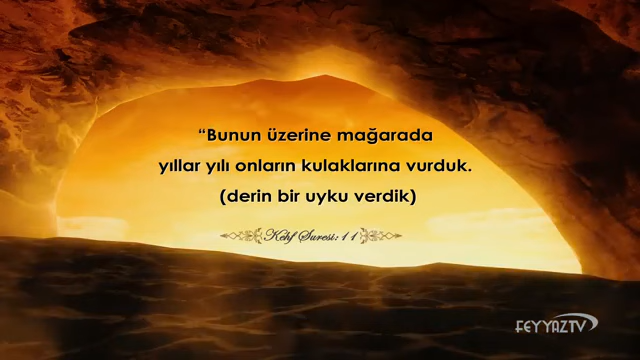 “Bunun üzerine mağarada
yıllar yılı onların kulaklarına vurduk.
(derin bir uyku verdik)
Kehf Suresi: 11
FEYYAZTV